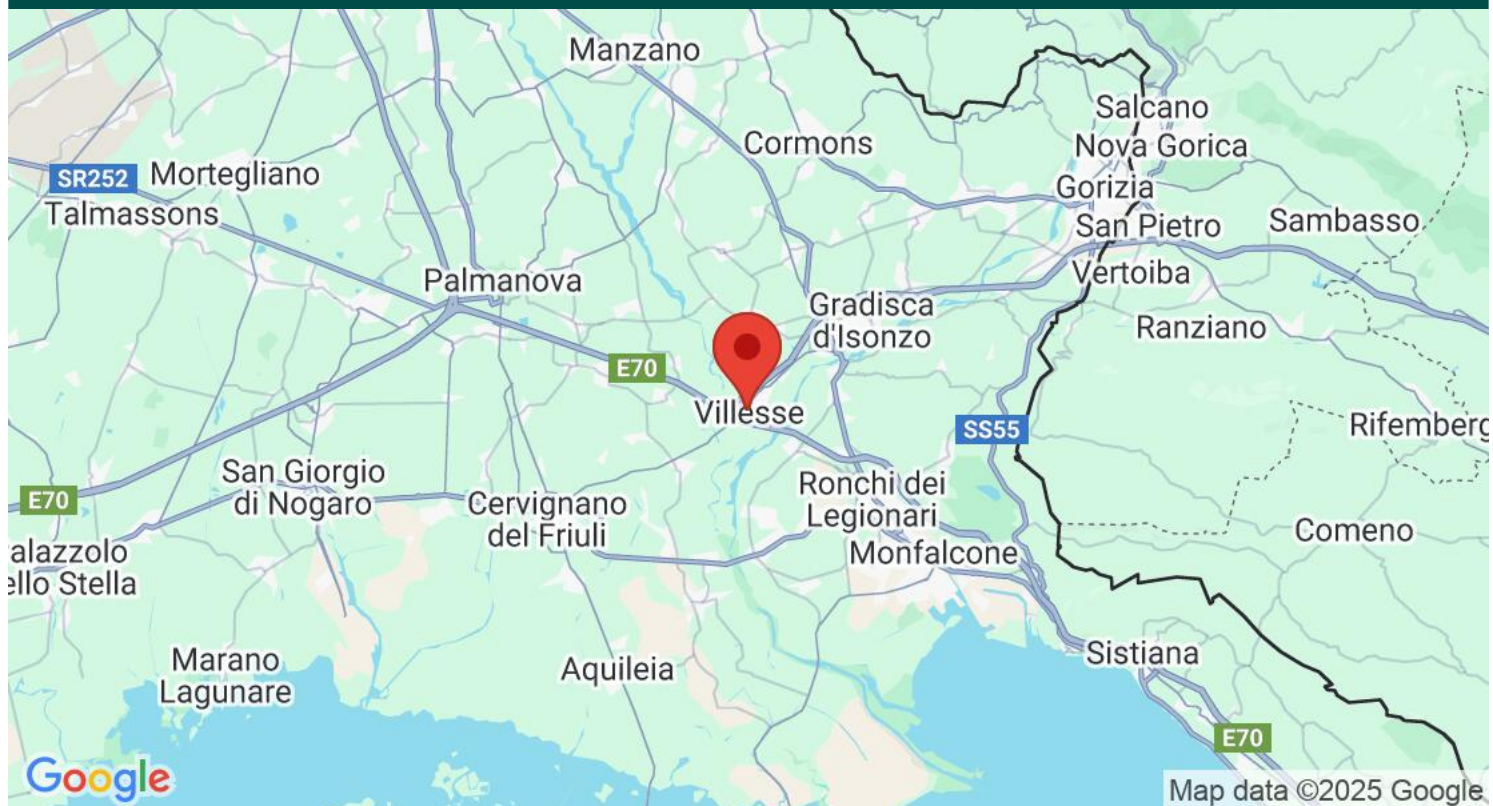 Manzano
Salcano
Cormons
Nova Gorica
SR252
Mortegliano
Gorizia
Talmassons
San Pietro
Sambasso
Palmanova
Vertoiba
Gradisca
d'Isonzo
Ranziano
E70
Villesse
SS55
Rifemberg
San Giorgio
di Nogaro
E70
Cervignano
del Friuli
Ronchi dei
Legionari
Comeno
alazzolo
ello Stella
Monfalcone
Marano
Lagunare
Aquileia
Sistiana
E70
Google
Map data ©2025 Google